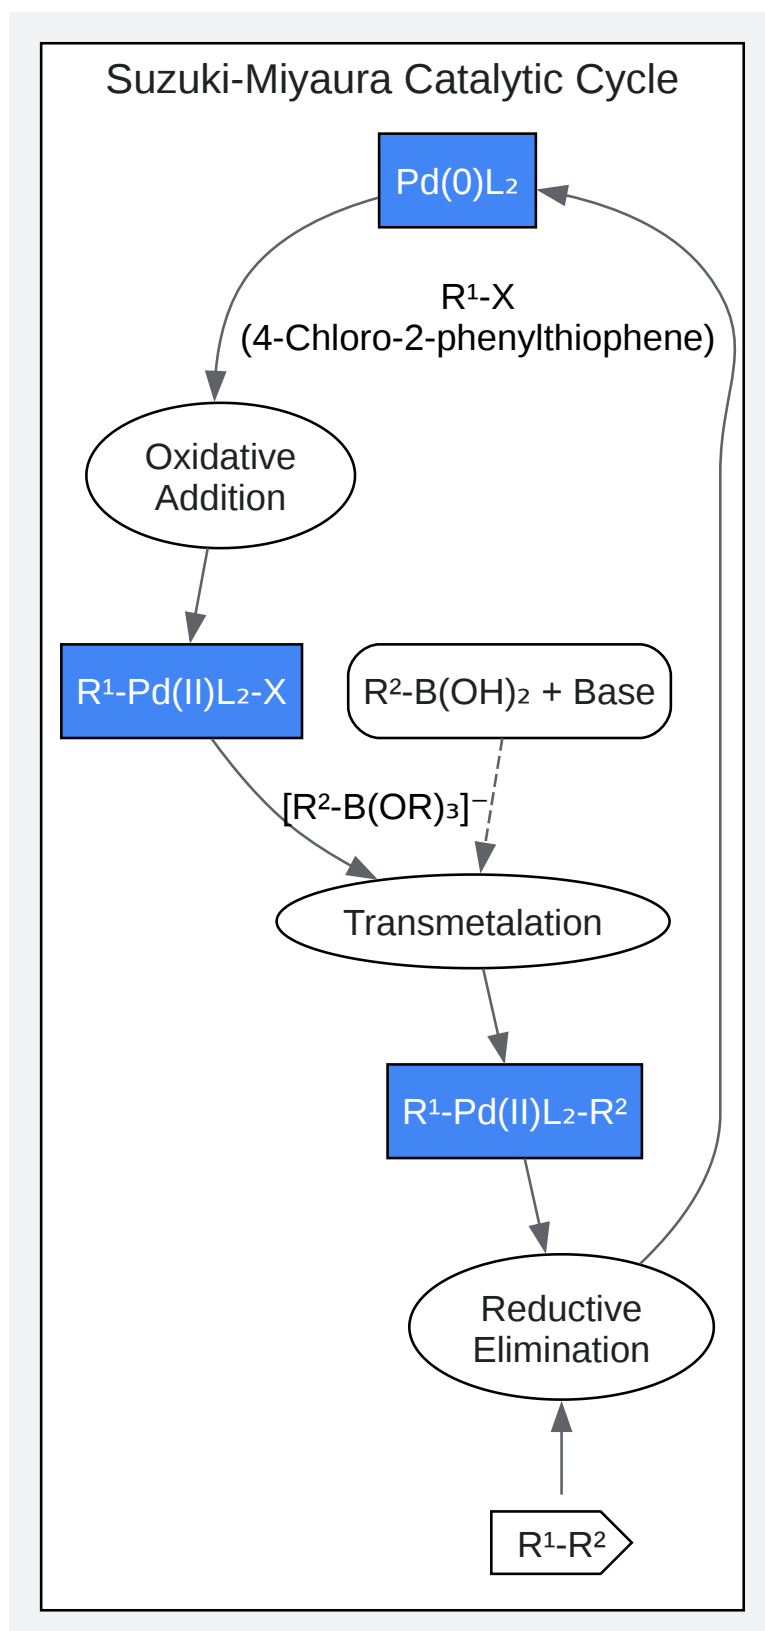 Suzuki-Miyaura Catalytic Cycle
Pd(0)L₂
R¹-X
(4-Chloro-2-phenylthiophene)
Oxidative
Addition
R¹-Pd(II)L₂-X
R²-B(OH)₂ + Base
[R²-B(OR)₃]⁻
Transmetalation
R¹-Pd(II)L₂-R²
Reductive
Elimination
R¹-R²